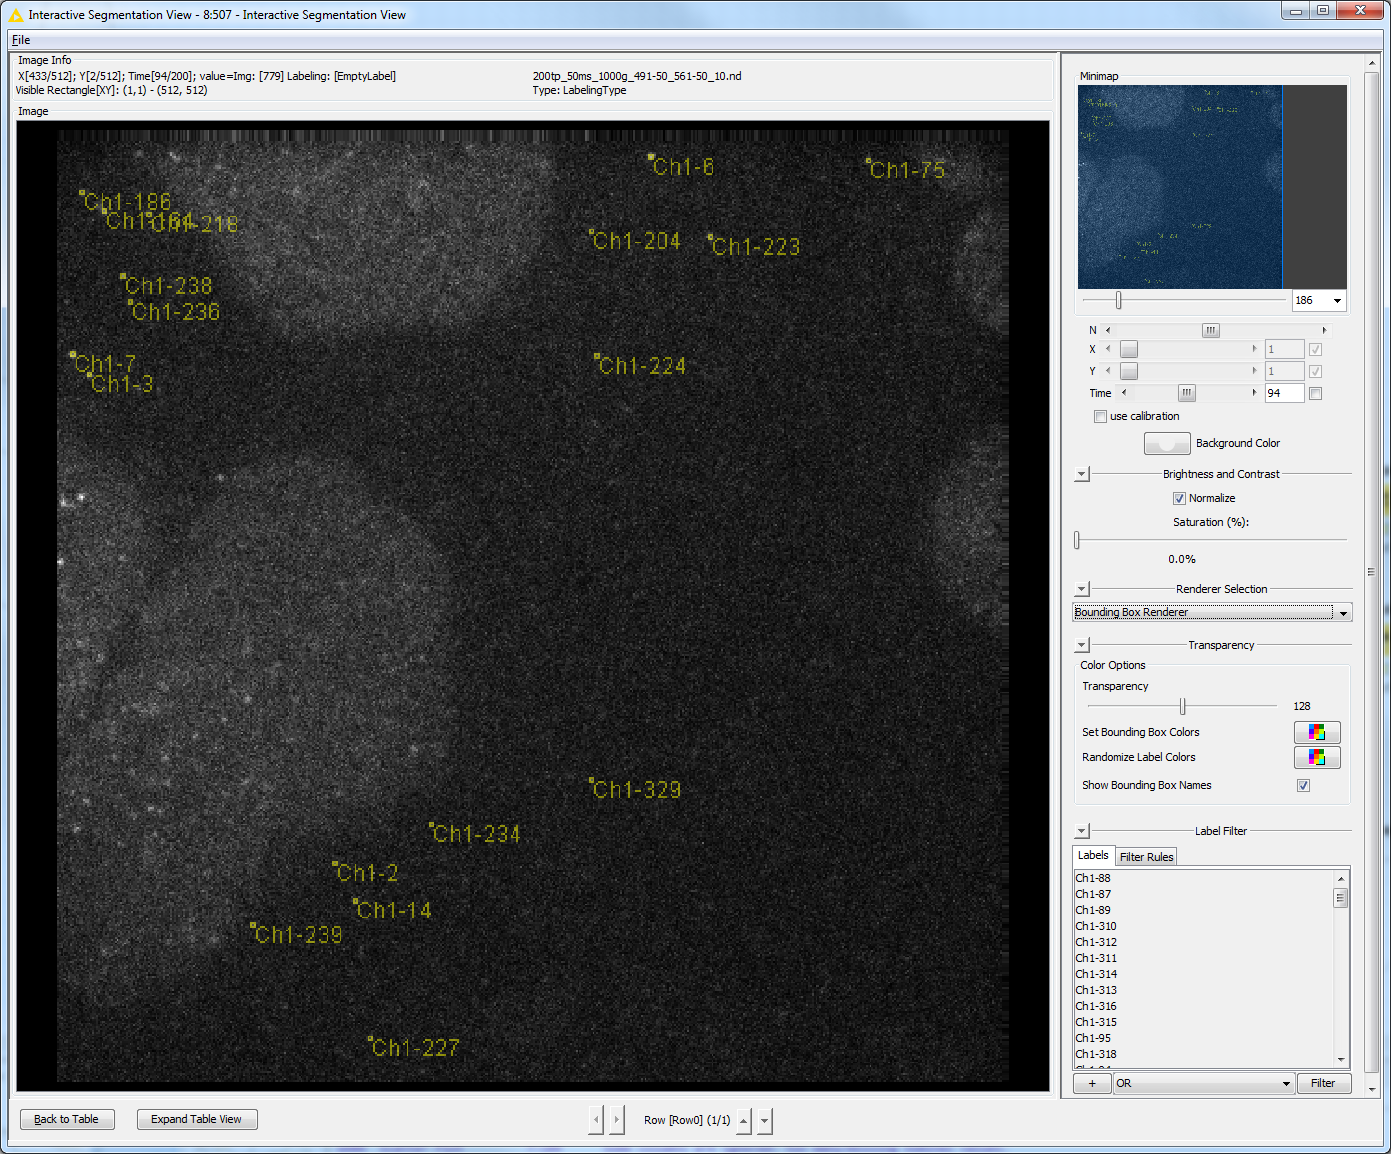 Interactive Segmentation View - 8:507 - Interactive Segmentation View
File
Image Info
X[433/512]; Y[2/512]; Time[94/200]; value=Img: [779] Labeling: [EmptyLabel]
200tp_50ms_1000g_491-50_561-50_10.nd
Visible Rectangle[XY]: (1,1) - (512, 512)
Type: LabelingType
Image
Ch1-6
Ch1-75
Ch1-186
Ch1-164
Ch1-218
Ch1-204
Ch1-223
Ch1-238
Ch1-236
Ch1-7
Ch1-3
Ch1-224
Ch1-329
Ch1-234
Ch1-2
Ch1-14
Ch1-239
Ch1-227
Minimap
186
N
X
1
Y
1
Time
94
use calibration
Background Color
Brightness and Contrast
Normalize
Saturation (%):
0.0%
Renderer Selection
Bounding Box Renderer
Transparency
Color Options
Transparency
128
Set Bounding Box Colors
Randomize Label Colors
Show Bounding Box Names
Label Filter
Labels
Filter Rules
Ch1-88
Ch1-87
Ch1-89
Ch1-310
Ch1-312
Ch1-311
Ch1-314
Ch1-313
Ch1-316
Ch1-315
Ch1-95
Ch1-318
+
OR
Filter
Back to Table
Expand Table View
Row [Row0] (1/1)